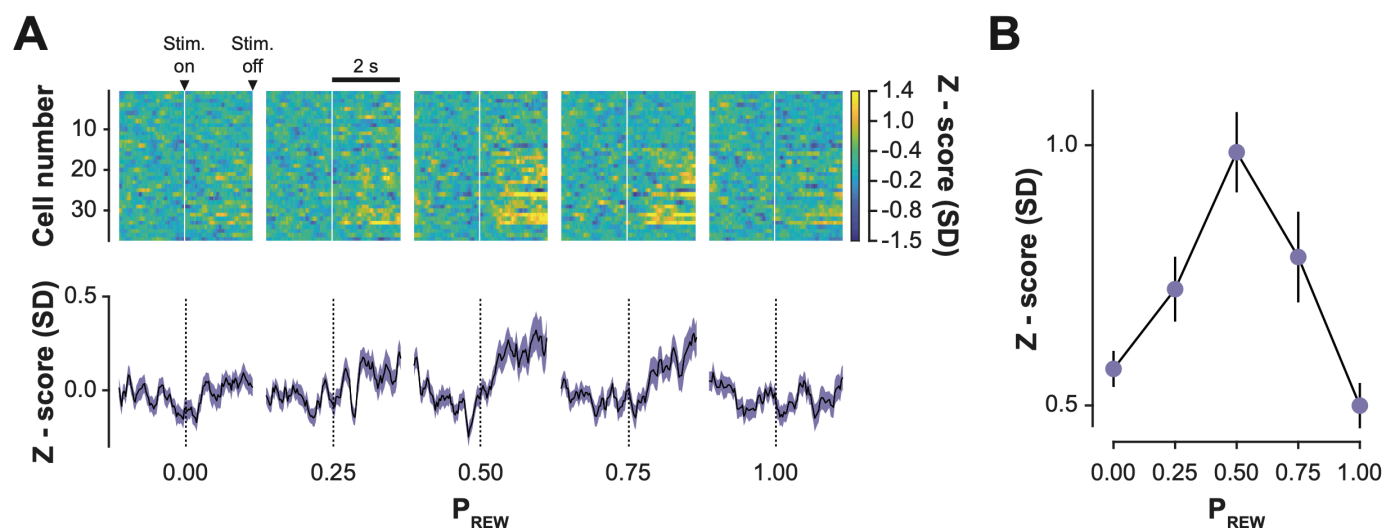 A
B
Stim. on
Stim. off
2 s
Cell number
10
20
30
1.4
1.0
-0.4
-0.2
-0.8
-1.5
Z - score (SD)
Z - score (SD)
0.5
0.0
0.00
0.25
0.50
0.75
1.00
PREW
Z - score (SD)
1.0
0.5
0.00
0.25
0.50
0.75
1.00
PREW